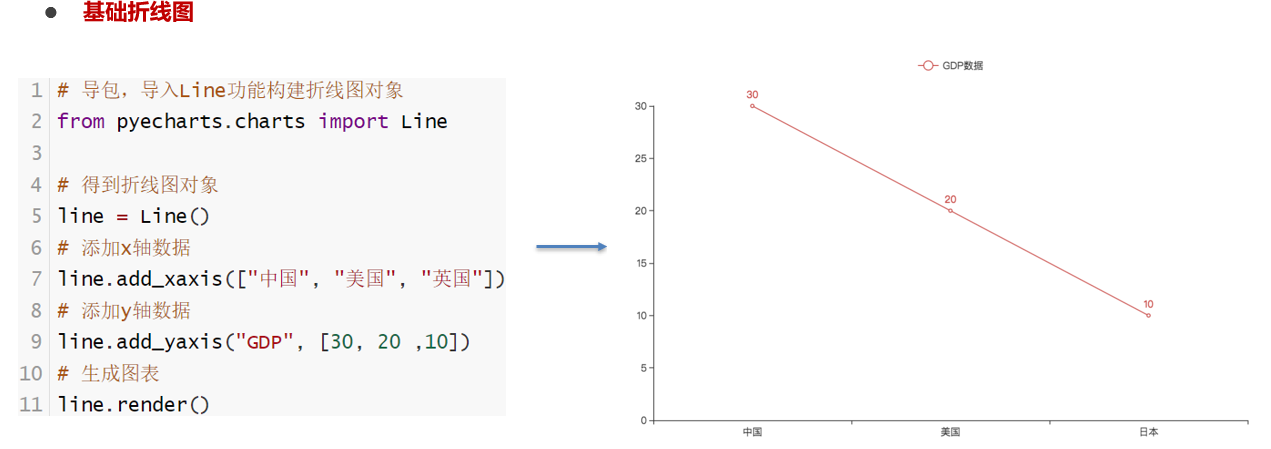 ● 基础折线图
1 # 导包，导入Line功能构建折线图对象
2 from pyecharts.charts import Line
3
4 # 得到折线图对象
5 line = Line()
6 # 添加x轴数据
7 line.add_xaxis(["中国", "美国", "英国"])
8 # 添加y轴数据
9 line.add_yaxis("GDP", [30, 20 ,10])
10 # 生成图表
11 line.render()
GDP数据
30
20
10
30
25
20
15
10
5
0
中国 美国 日本